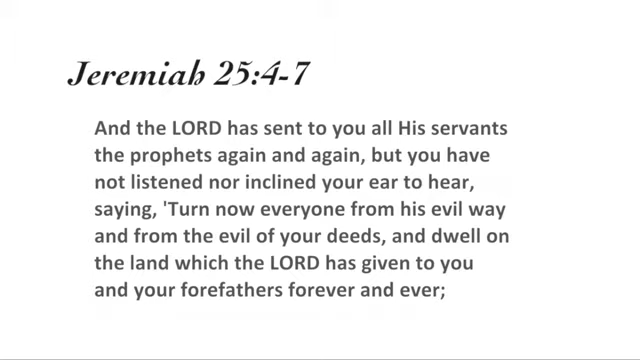 Jeremiah 25:4-7
And the LORD has sent to you all His servants
the prophets again and again, but you have
not listened nor inclined your ear to hear,
saying, 'Turn now everyone from his evil way
and from the evil of your deeds, and dwell on
the land which the LORD has given to you
and your forefathers forever and ever;